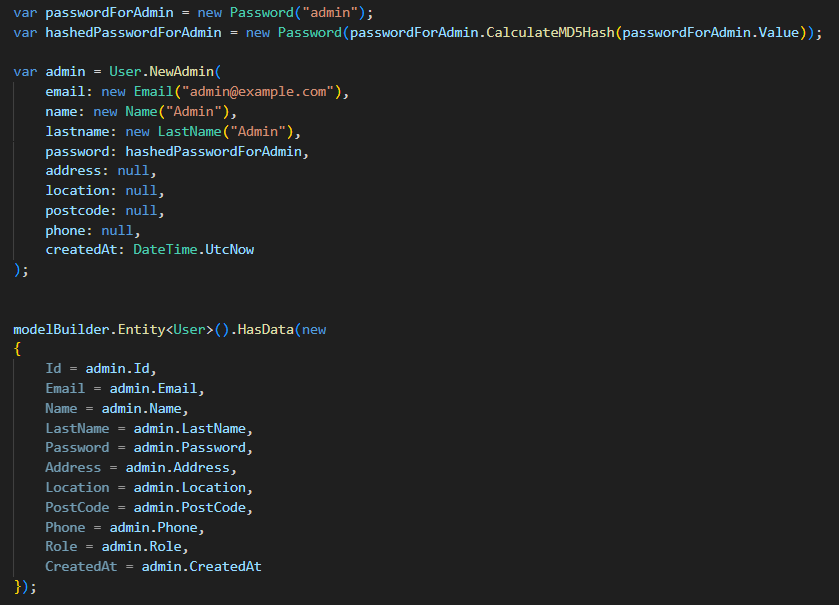 var passwordForAdmin = new Password("admin");
var hashedPasswordForAdmin = new Password(passwordForAdmin.CalculateMD5Hash(passwordForAdmin.Value));
var admin = User.NewAdmin(
email: new Email("admin@example.com"),
name: new Name("Admin"),
lastname: new LastName("Admin"),
password: hashedPasswordForAdmin,
address: null,
location: null,
postcode: null,
phone: null,
createdAt: DateTime.UtcNow
);
modelBuilder.Entity<User>().HasData(new
{
Id = admin.Id,
Email = admin.Email,
Name = admin.Name,
LastName = admin.LastName,
Password = admin.Password,
Address = admin.Address,
Location = admin.Location,
PostCode = admin.PostCode,
Phone = admin.Phone,
Role = admin.Role,
CreatedAt = admin.CreatedAt
});